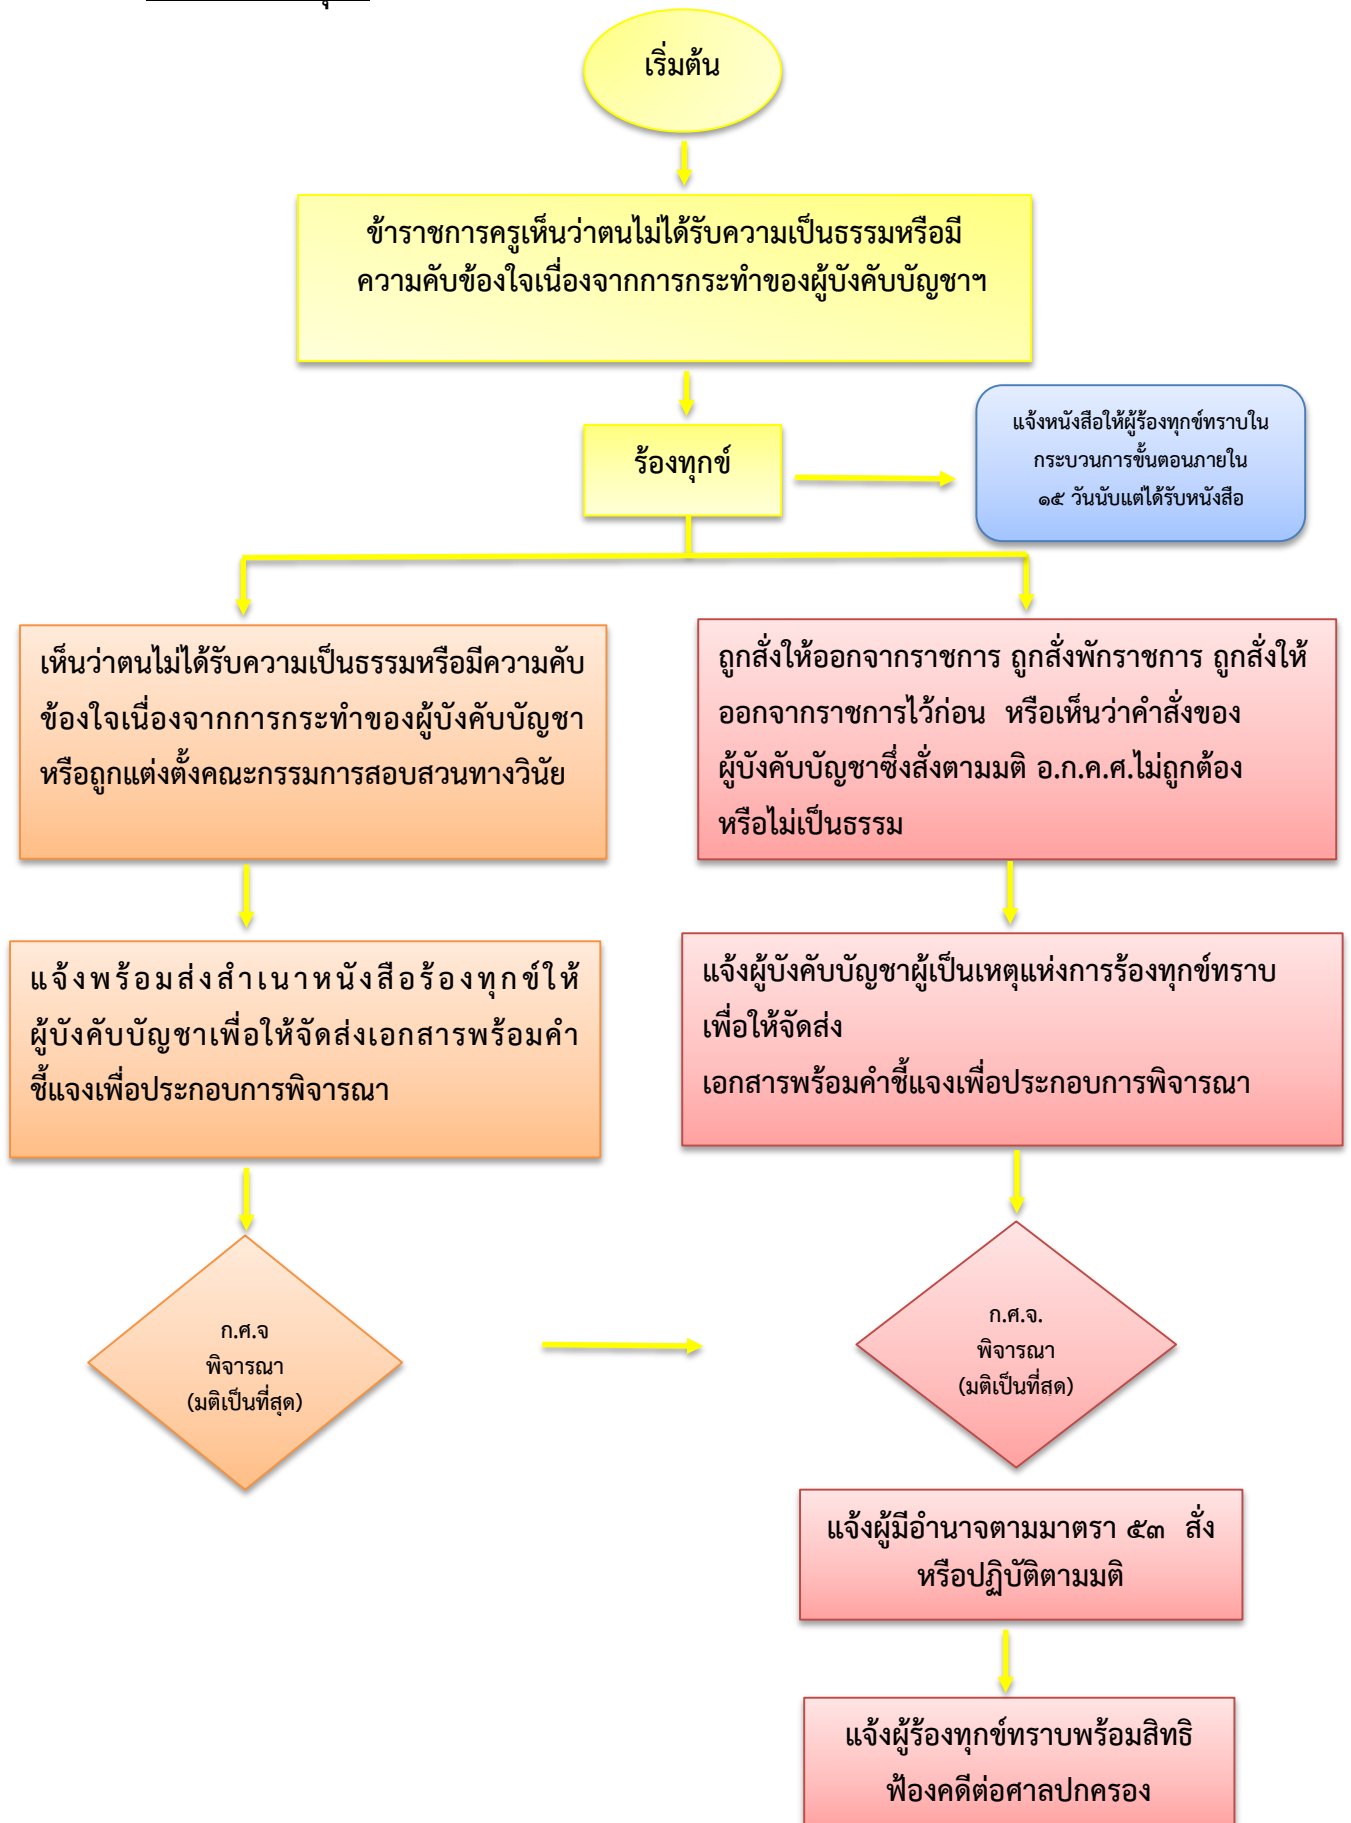 เริ่มต้น
ข้าราชการครูเห็นว่าตนไม่ได้รับความเป็นธรรมหรือมี
ความคับข้องใจเนื่องจากการกระทำของผู้บังคับบัญชาฯ
ร้องทุกข์
แจ้งหนังสือให้ผู้ร้องทุกข์ทราบใน
กระบวนการขั้นตอนภายใน
๑๕ วันนับแต่ได้รับหนังสือ
เห็นว่าตนไม่ได้รับความเป็นธรรมหรือมีความคับ
ข้องใจเนื่องจากการกระทำของผู้บังคับบัญชา
หรือถูกแต่งตั้งคณะกรรมการสอบสวนทางวินัย
ถูกสั่งให้ออกจากราชการ ถูกสั่งพักราชการ ถูกสั่งให้
ออกจากราชการไว้ก่อน หรือเห็นว่าคำสั่งของ
ผู้บังคับบัญชาซึ่งสั่งตามมติ อ.ก.ค.ศ.ไม่ถูกต้อง
หรือไม่เป็นธรรม
แจ้งพร้อมส่งสำเนาหนังสือร้องทุกข์ให้
ผู้บังคับบัญชาเพื่อให้จัดส่งเอกสารพร้อมคำ
ชี้แจงเพื่อประกอบการพิจารณา
แจ้งผู้บังคับบัญชาผู้เป็นเหตุแห่งการร้องทุกข์ทราบ
เพื่อให้จัดส่ง
เอกสารพร้อมคำชี้แจงเพื่อประกอบการพิจารณา
ก.ศ.จ
พิจารณา
(มติเป็นที่สุด)
ก.ศ.จ.
พิจารณา
(มติเป็นที่สุด)
แจ้งผู้มีอำนาจตามมาตรา ๕๓ สั่ง
หรือปฏิบัติตามมติ
แจ้งผู้ร้องทุกข์ทราบพร้อมสิทธิ
ฟ้องคดีต่อศาลปกครอง